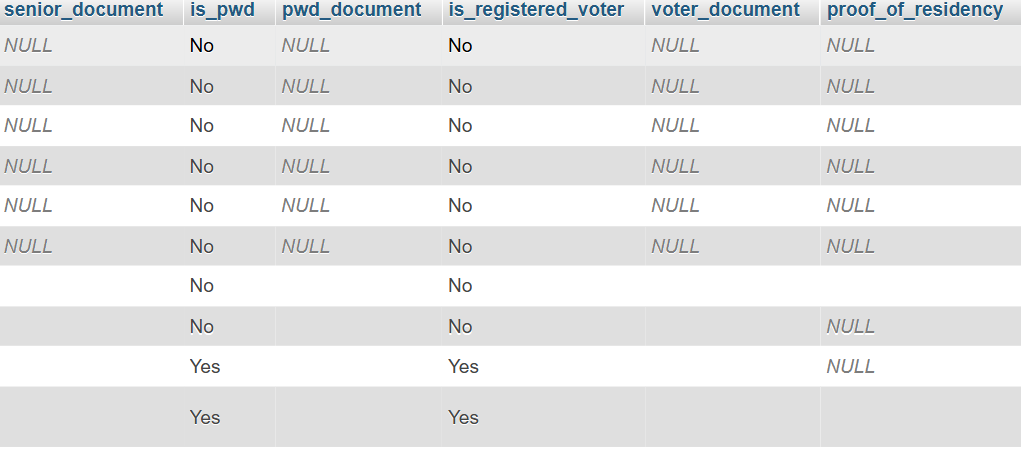 senior_document is_pwd pwd_document is_registered_voter voter_document proof_of_residency
NULL No NULL No NULL NULL
NULL No NULL No NULL NULL
NULL No NULL No NULL NULL
NULL No NULL No NULL NULL
NULL No NULL No NULL NULL
NULL No NULL No NULL NULL
No No
No No NULL
Yes Yes NULL
Yes Yes